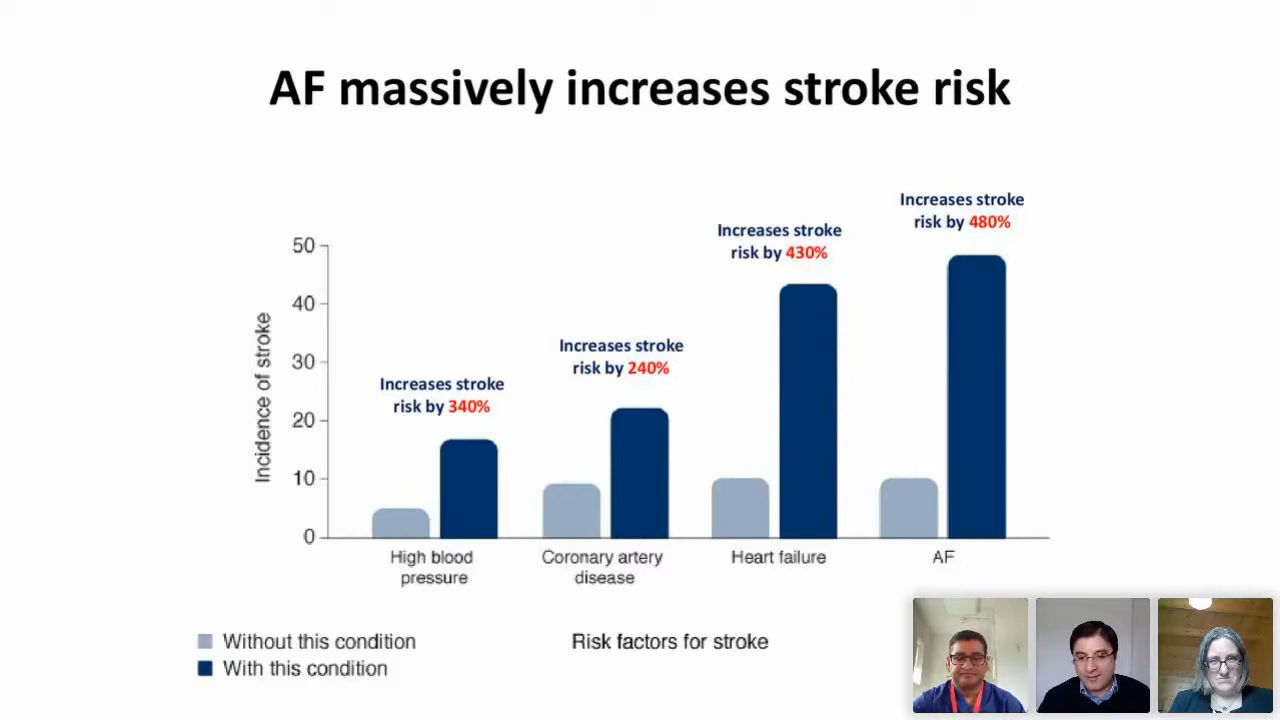 AF massively increases stroke risk
Increases stroke
risk by 480%
Increases stroke
risk by 430%
Increases stroke
risk by 240%
Increases stroke
risk by 340%
Incidence of stroke
50
40
30
20
10
0
High blood
pressure
Coronary artery
disease
Heart failure
AF
Without this condition
With this condition
Risk factors for stroke